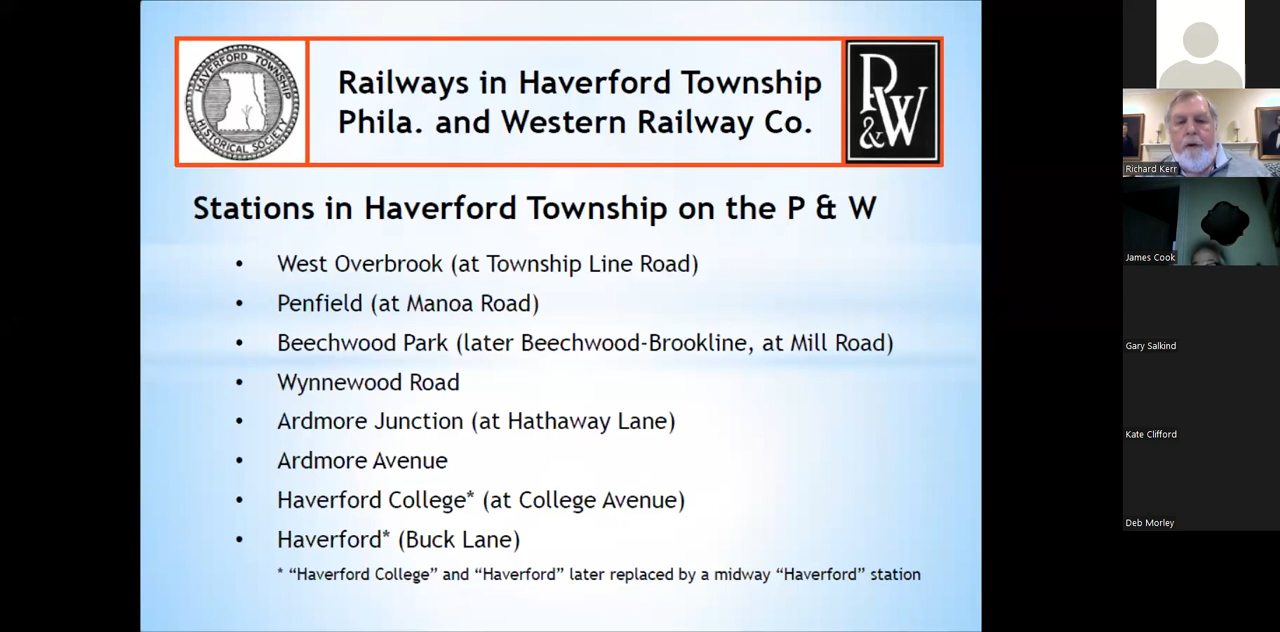 HAVERFORD TOWNSHIP
HISTORICAL SOCIETY
Railways in Haverford Township
Phila. and Western Railway Co.
P&W
Stations in Haverford Township on the P & W
• West Overbrook (at Township Line Road)
• Penfield (at Manoa Road)
• Beechwood Park (later Beechwood-Brookline, at Mill Road)
• Wynnewood Road
• Ardmore Junction (at Hathaway Lane)
• Ardmore Avenue
• Haverford College* (at College Avenue)
• Haverford* (Buck Lane)
* “Haverford College” and “Haverford” later replaced by a midway “Haverford” station
Richard Kerr
James Cook
Gary Salkind
Kate Clifford
Deb Morley